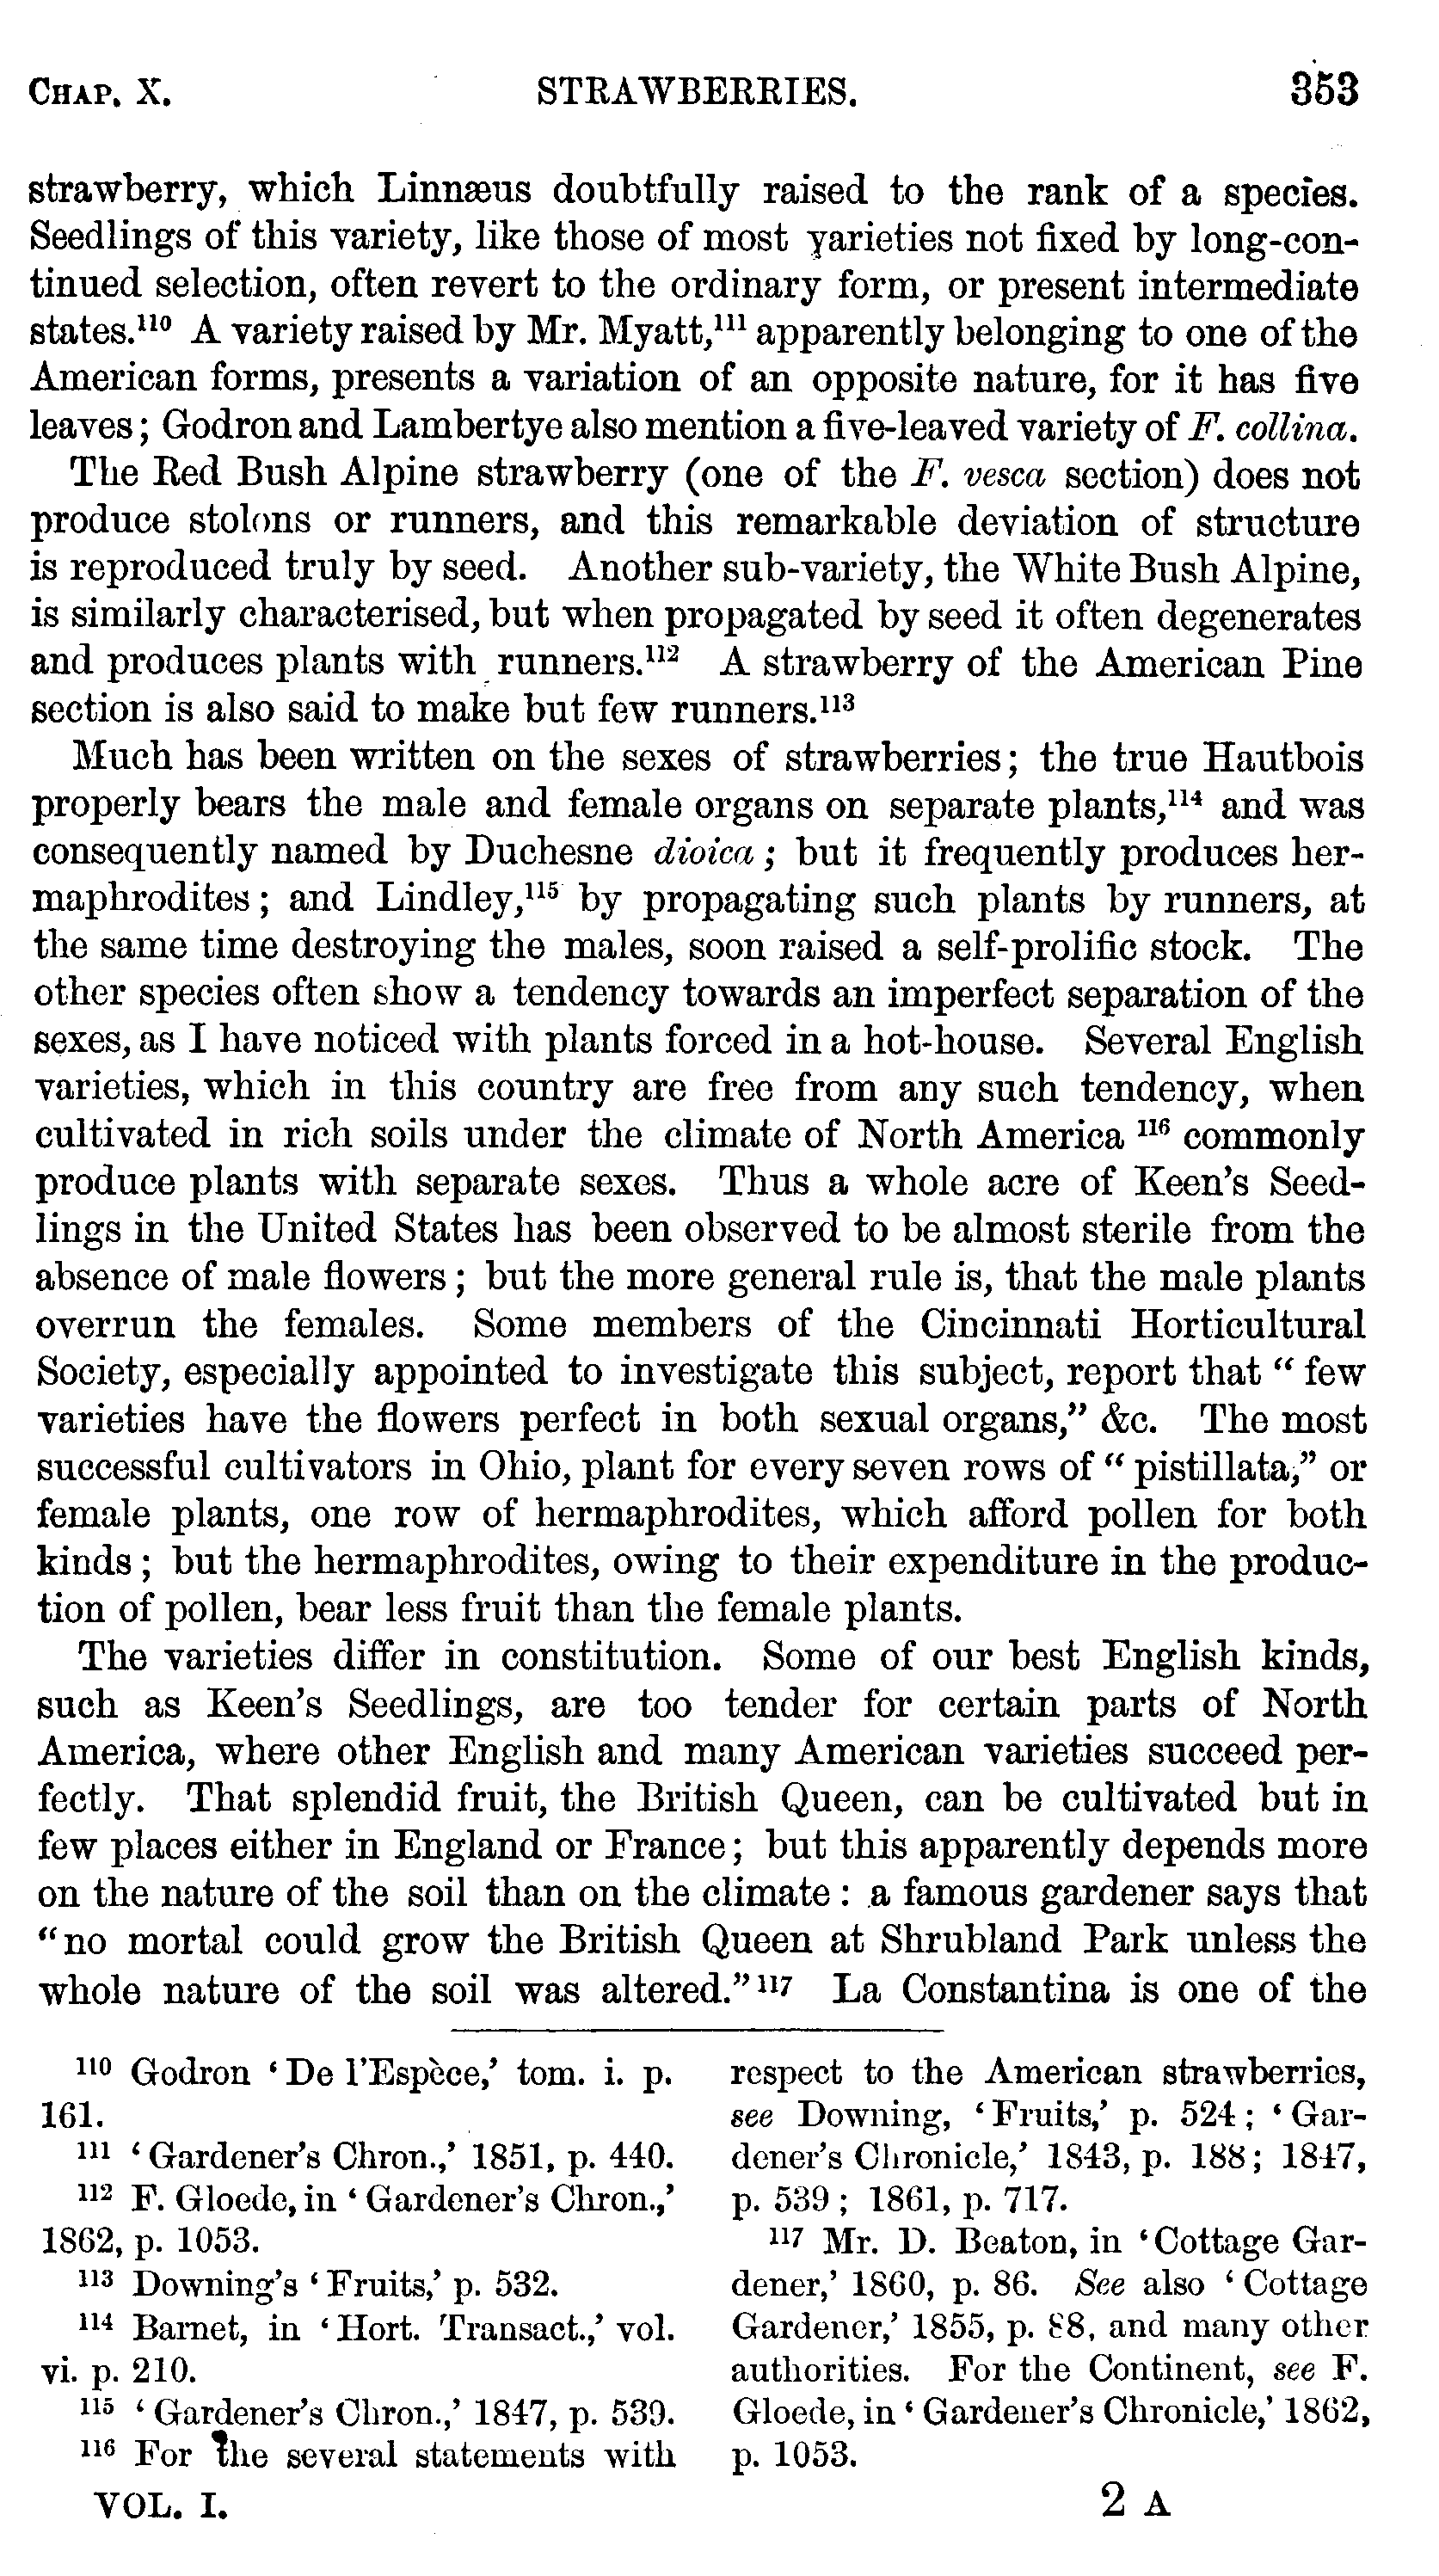 CHAP. X. STRAWBERRIES. 353
strawberry, which Linnæus doubtfully raised to the rank of a species.
Seedlings of this variety, like those of most varieties not fixed by long-con-
tinued selection, often revert to the ordinary form, or present intermediate
states.¹¹⁰ A variety raised by Mr. Myatt,¹¹¹ apparently belonging to one of the
American forms, presents a variation of an opposite nature, for it has five
leaves; Godron and Lambertye also mention a five-leaved variety of F. collina.
The Red Bush Alpine strawberry (one of the F. vesca section) does not
produce stolons or runners, and this remarkable deviation of structure
is reproduced truly by seed. Another sub-variety, the White Bush Alpine,
is similarly characterised, but when propagated by seed it often degenerates
and produces plants with runners.¹¹² A strawberry of the American Pine
section is also said to make but few runners.¹¹³
Much has been written on the sexes of strawberries; the true Hautbois
properly bears the male and female organs on separate plants,¹¹⁴ and was
consequently named by Duchesne dioica; but it frequently produces her-
maphrodites; and Lindley,¹¹⁵ by propagating such plants by runners, at
the same time destroying the males, soon raised a self-prolific stock. The
other species often show a tendency towards an imperfect separation of the
sexes, as I have noticed with plants forced in a hot-house. Several English
varieties, which in this country are free from any such tendency, when
cultivated in rich soils under the climate of North America ¹¹⁶ commonly
produce plants with separate sexes. Thus a whole acre of Keen's Seed-
lings in the United States has been observed to be almost sterile from the
absence of male flowers; but the more general rule is, that the male plants
overrun the females. Some members of the Cincinnati Horticultural
Society, especially appointed to investigate this subject, report that "few
varieties have the flowers perfect in both sexual organs," &c. The most
successful cultivators in Ohio, plant for every seven rows of "pistillata," or
female plants, one row of hermaphrodites, which afford pollen for both
kinds; but the hermaphrodites, owing to their expenditure in the produc-
tion of pollen, bear less fruit than the female plants.
The varieties differ in constitution. Some of our best English kinds,
such as Keen's Seedlings, are too tender for certain parts of North
America, where other English and many American varieties succeed per-
fectly. That splendid fruit, the British Queen, can be cultivated but in
few places either in England or France; but this apparently depends more
on the nature of the soil than on the climate: a famous gardener says that
"no mortal could grow the British Queen at Shrubland Park unless the
whole nature of the soil was altered."¹¹⁷ La Constantina is one of the
¹¹⁰ Godron 'De l'Espèce,' tom. i. p.
161.
¹¹¹ 'Gardener's Chron.,' 1851, p. 440.
¹¹² F. Gloede, in 'Gardener's Chron.,'
1862, p. 1053.
¹¹³ Downing's 'Fruits,' p. 532.
¹¹⁴ Barnet, in 'Hort. Transact.,' vol.
vi. p. 210.
¹¹⁵ 'Gardener's Chron.,' 1847, p. 539.
¹¹⁶ For the several statements with
respect to the American strawberries,
see Downing, 'Fruits,' p. 524; 'Gar-
dener's Chronicle,' 1843, p. 188; 1847,
p. 539; 1861, p. 717.
¹¹⁷ Mr. D. Beaton, in 'Cottage Gar-
dener,' 1860, p. 86. See also 'Cottage
Gardener,' 1855, p. 88, and many other
authorities. For the Continent, see F.
Gloede, in 'Gardener's Chronicle,' 1862,
p. 1053.
VOL. I. 2 A